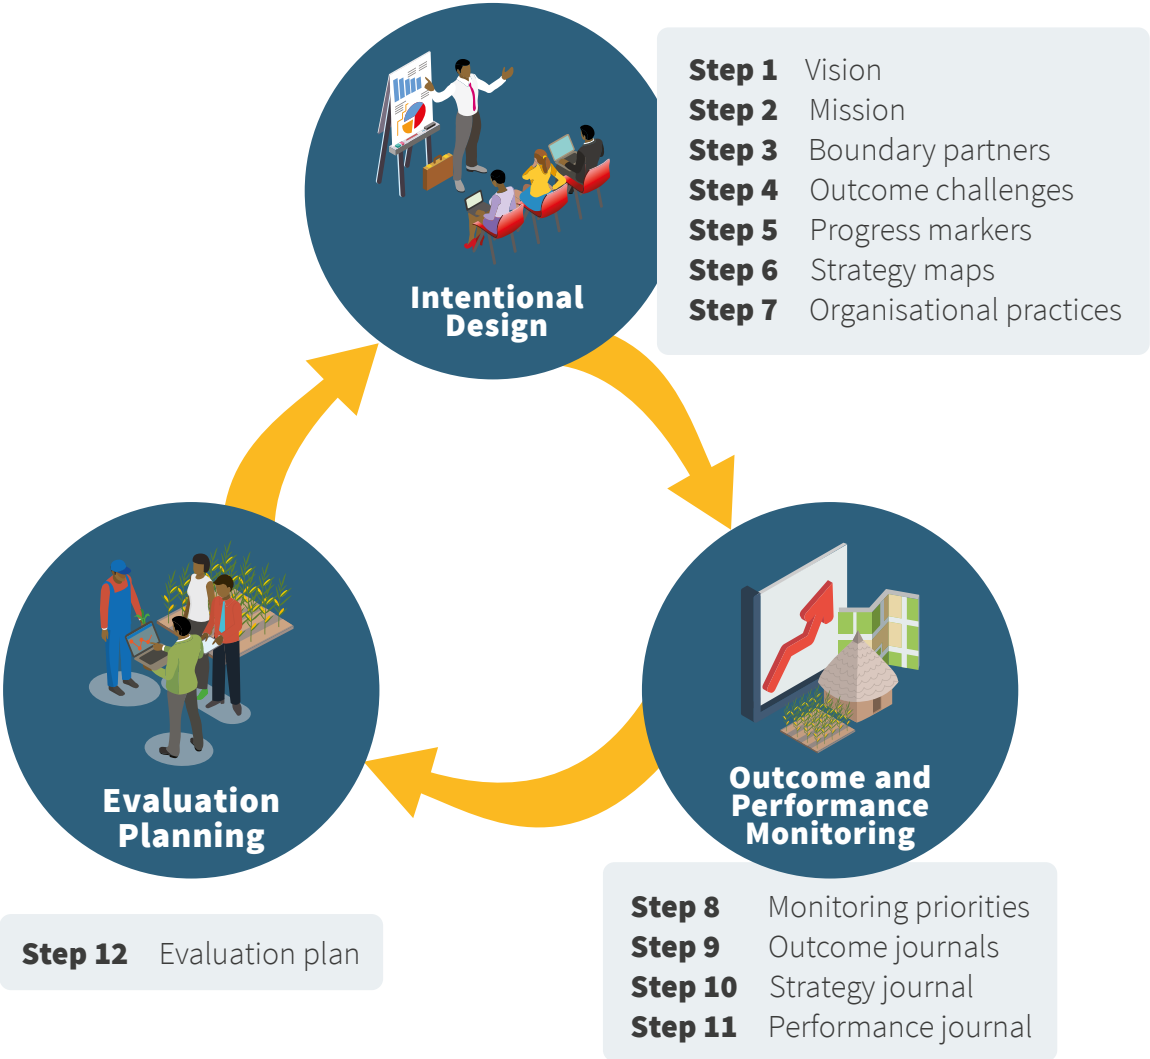 Intentional
Design
Step 1 Vision
Step 2 Mission
Step 3 Boundary partners
Step 4 Outcome challenges
Step 5 Progress markers
Step 6 Strategy maps
Step 7 Organisational practices
Outcome and
Performance
Monitoring
Step 8 Monitoring priorities
Step 9 Outcome journals
Step 10 Strategy journal
Step 11 Performance journal
Evaluation
Planning
Step 12 Evaluation plan